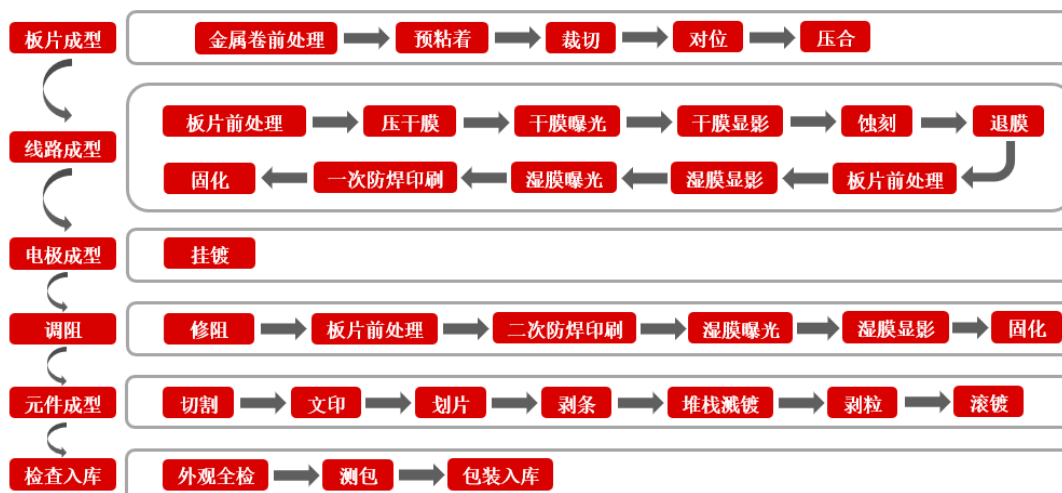 板片成型
金属卷前处理 预粘着 裁切 对位 压合
线路成型
板片前处理 压干膜 干膜曝光 干膜显影 蚀刻 退膜
固化 一次防焊印刷 湿膜曝光 湿膜显影 板片前处理
电极成型
挂镀
调阻
修阻 板片前处理 二次防焊印刷 湿膜曝光 湿膜显影 固化
元件成型
切割 文印 划片 剥条 堆栈溅镀 剥粒 滚镀
检查入库
外观全检 测包 包装入库